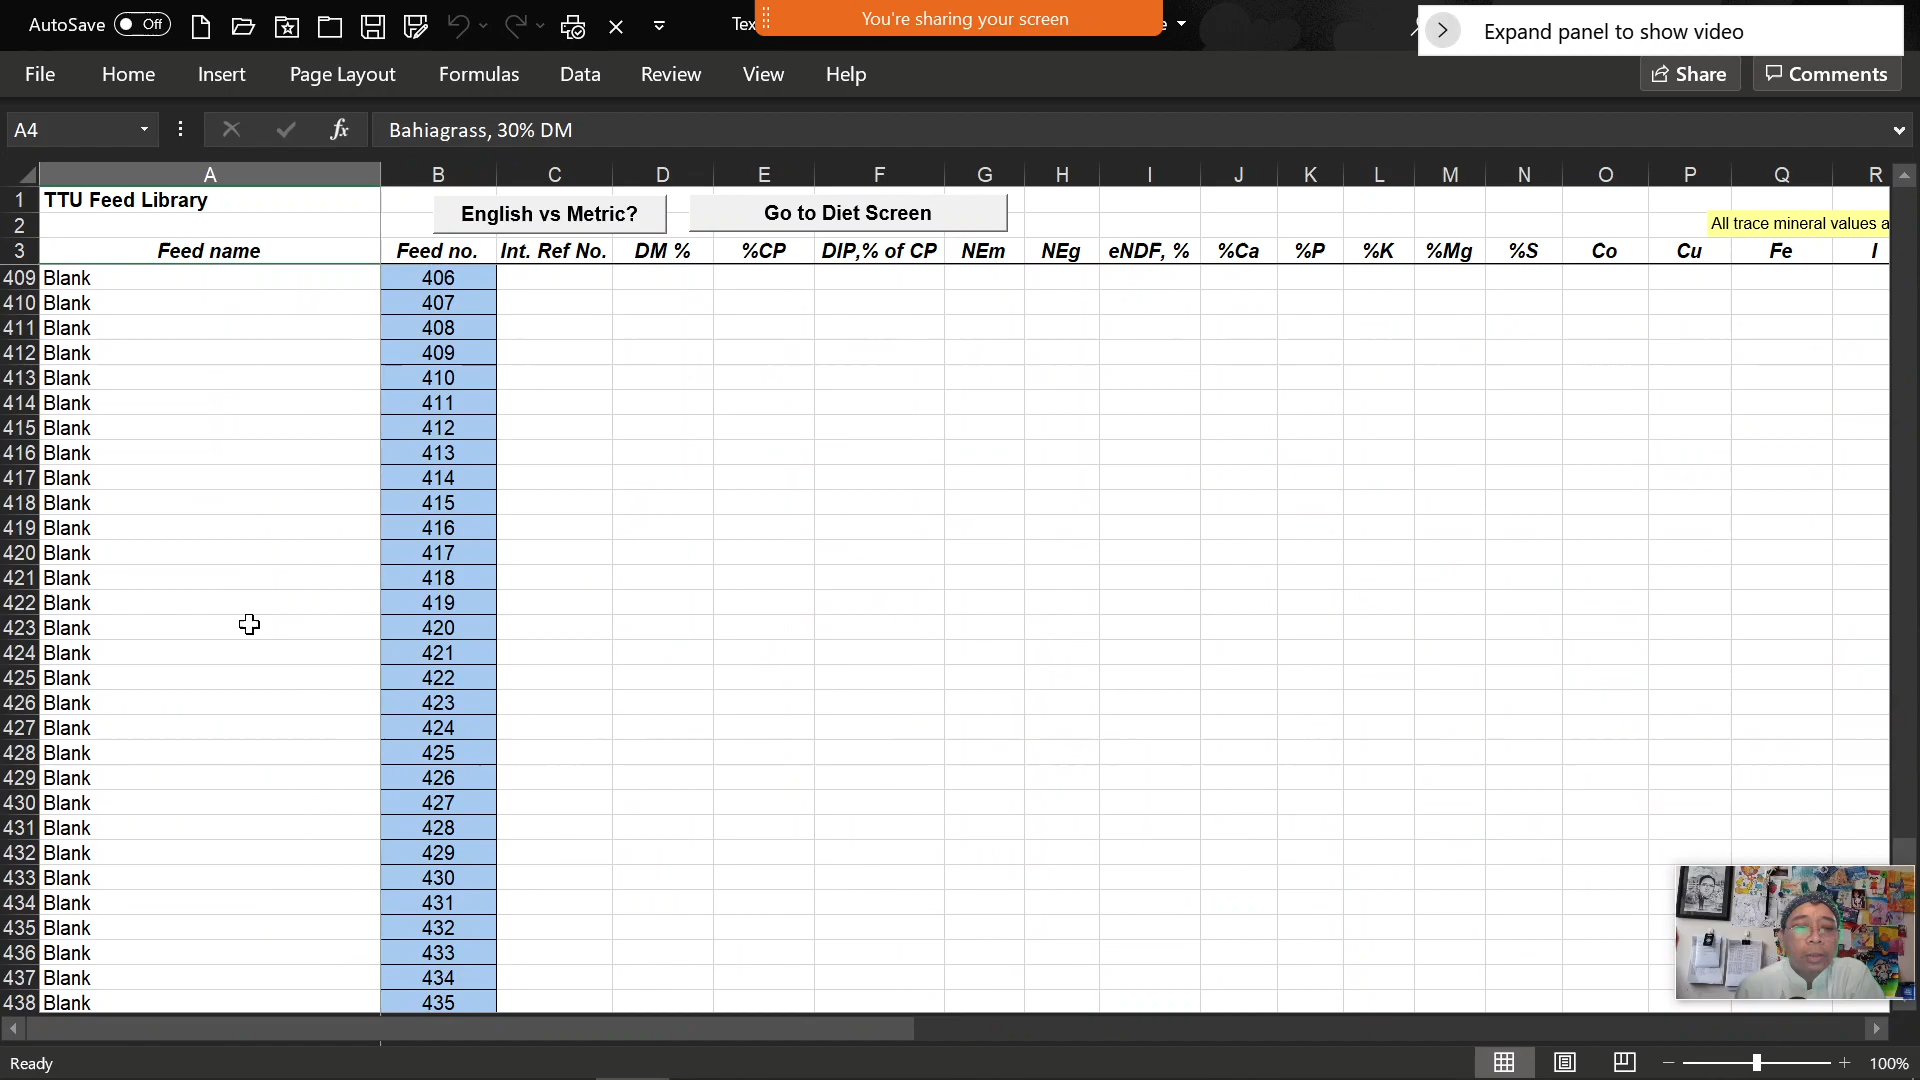 AutoSave Off Tex You're sharing your screen e Expand panel to show video
File Home Insert Page Layout Formulas Data Review View Help Share Comments
A4 fx Bahiagrass, 30% DM
A B C D E F G H I J K L M N O P Q R
1 TTU Feed Library English vs Metric? Go to Diet Screen
2 All trace mineral values a
3 Feed name Feed no. Int. Ref No. DM % %CP DIP,% of CP NEm NEg eNDF, % %Ca %P %K %Mg %S Co Cu Fe I
409 Blank 406
410 Blank 407
411 Blank 408
412 Blank 409
413 Blank 410
414 Blank 411
415 Blank 412
416 Blank 413
417 Blank 414
418 Blank 415
419 Blank 416
420 Blank 417
421 Blank 418
422 Blank 419
423 Blank 420
424 Blank 421
425 Blank 422
426 Blank 423
427 Blank 424
428 Blank 425
429 Blank 426
430 Blank 427
431 Blank 428
432 Blank 429
433 Blank 430
434 Blank 431
435 Blank 432
436 Blank 433
437 Blank 434
438 Blank 435
Ready 100%